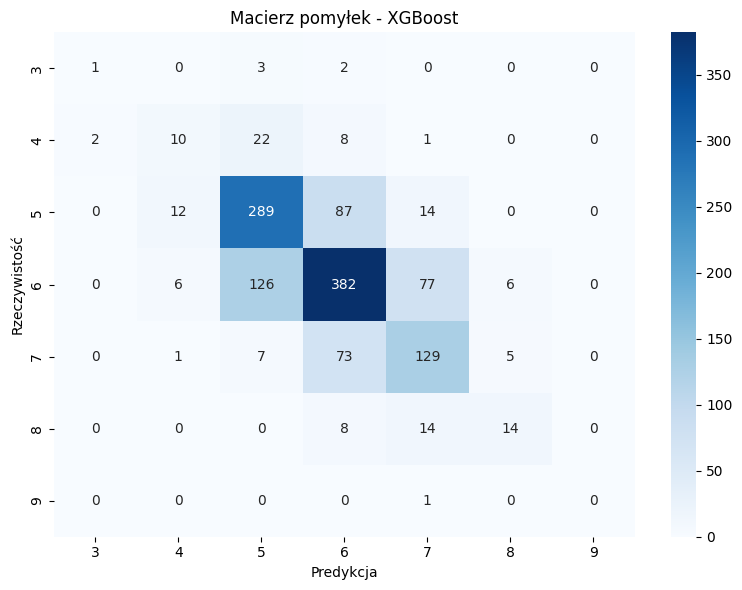 Macierz pomyłek - XGBoost
3 1 0 3 2 0 0 0
4 2 10 22 8 1 0 0
5 0 12 289 87 14 0 0
6 0 6 126 382 77 6 0
7 0 1 7 73 129 5 0
8 0 0 0 8 14 14 0
9 0 0 0 0 1 0 0
3 4 5 6 7 8 9
Rzeczywistość
Predykcja
350
300
250
200
150
100
50
0